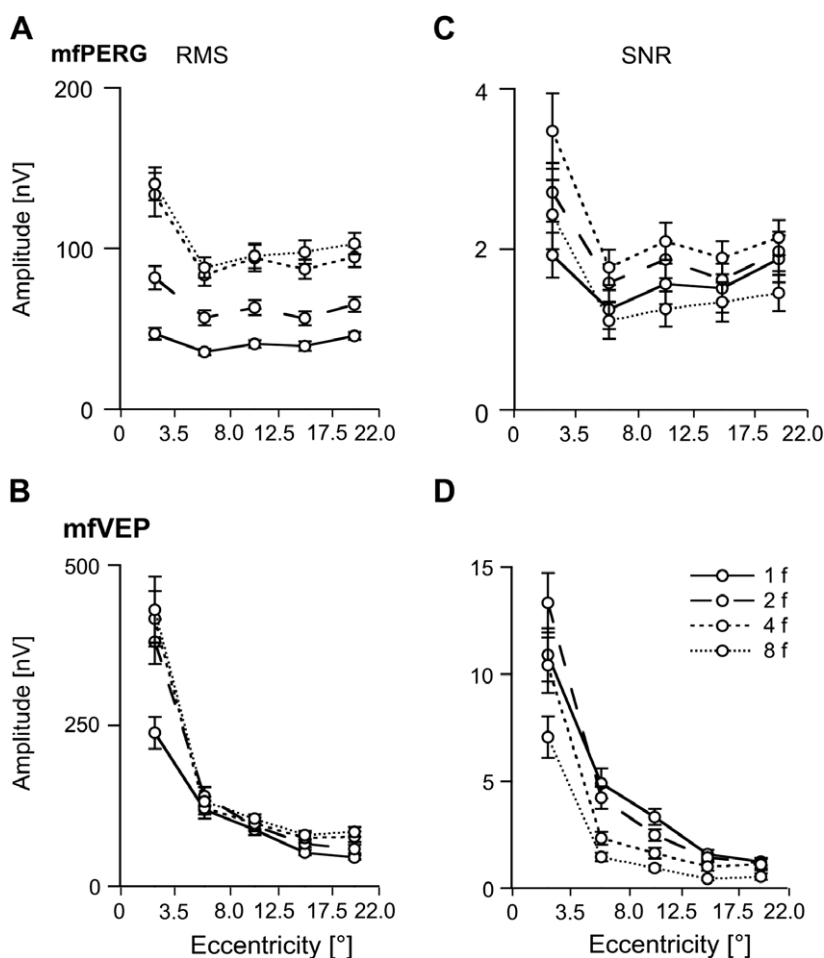 A
mfPERG RMS
Amplitude [nV]
200
100
0
0 3.5 8.0 12.5 17.5 22.0
C
SNR
4
2
0
0 3.5 8.0 12.5 17.5 22.0
B
mfVEP
Amplitude [nV]
500
250
0
0 3.5 8.0 12.5 17.5 22.0
Eccentricity [°]
D
15
10
5
0
1 f
2 f
4 f
8 f
0 3.5 8.0 12.5 17.5 22.0
Eccentricity [°]